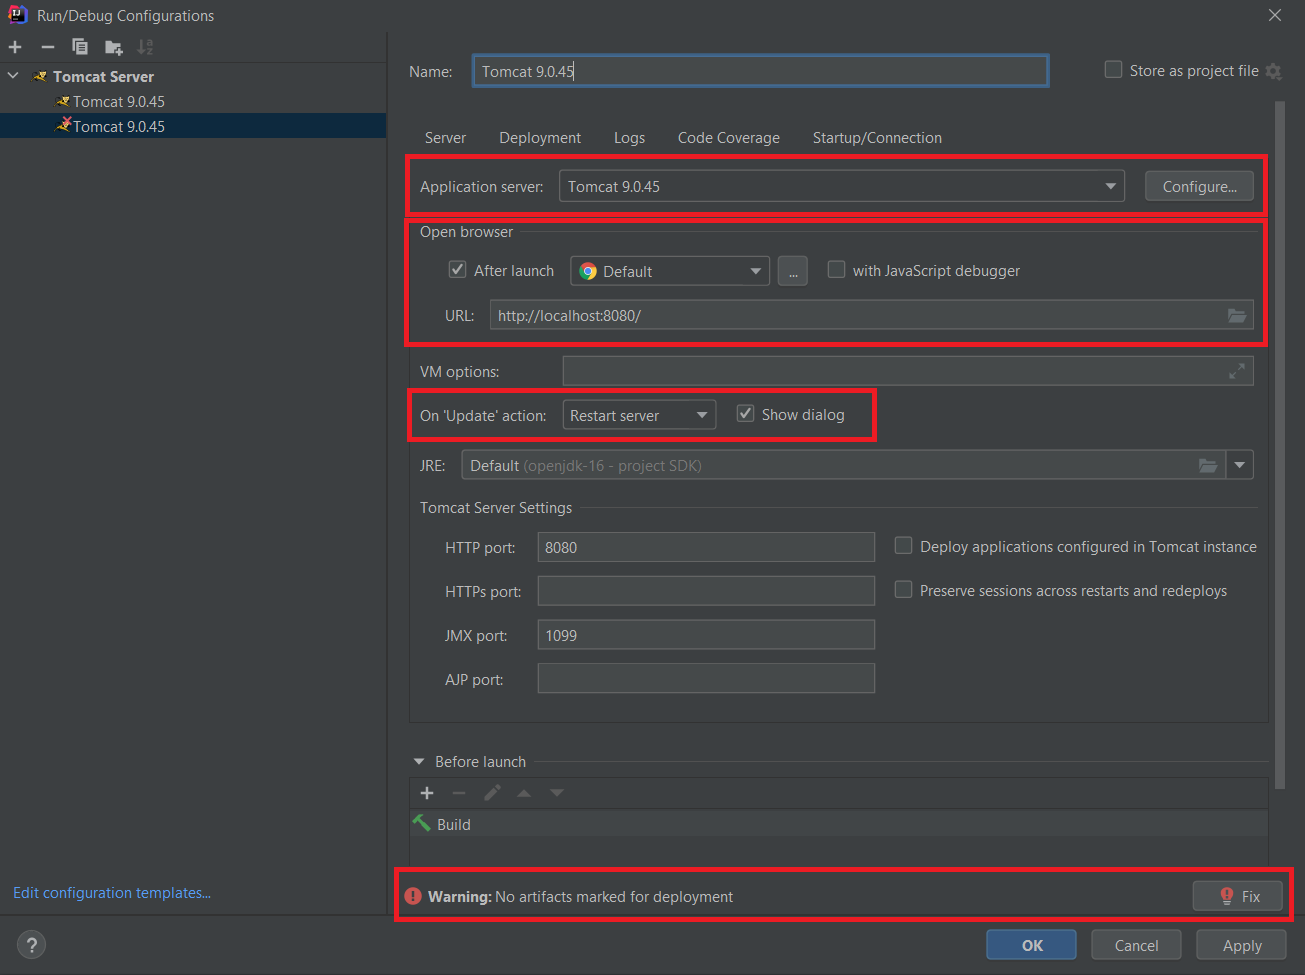 Run/Debug Configurations
Tomcat Server
Tomcat 9.0.45
Tomcat 9.0.45
Edit configuration templates...
Name: Tomcat 9.0.45 Store as project file
Server Deployment Logs Code Coverage Startup/Connection
Application server: Tomcat 9.0.45 Configure...
Open browser
After launch Default ... with JavaScript debugger
URL: http://localhost:8080/
VM options:
On 'Update' action: Restart server Show dialog
JRE: Default (openjdk-16 - project SDK)
Tomcat Server Settings
HTTP port: 8080 Deploy applications configured in Tomcat instance
HTTPs port: Preserve sessions across restarts and redeploys
JMX port: 1099
AJP port:
Before launch
Build
Warning: No artifacts marked for deployment Fix
? OK Cancel Apply